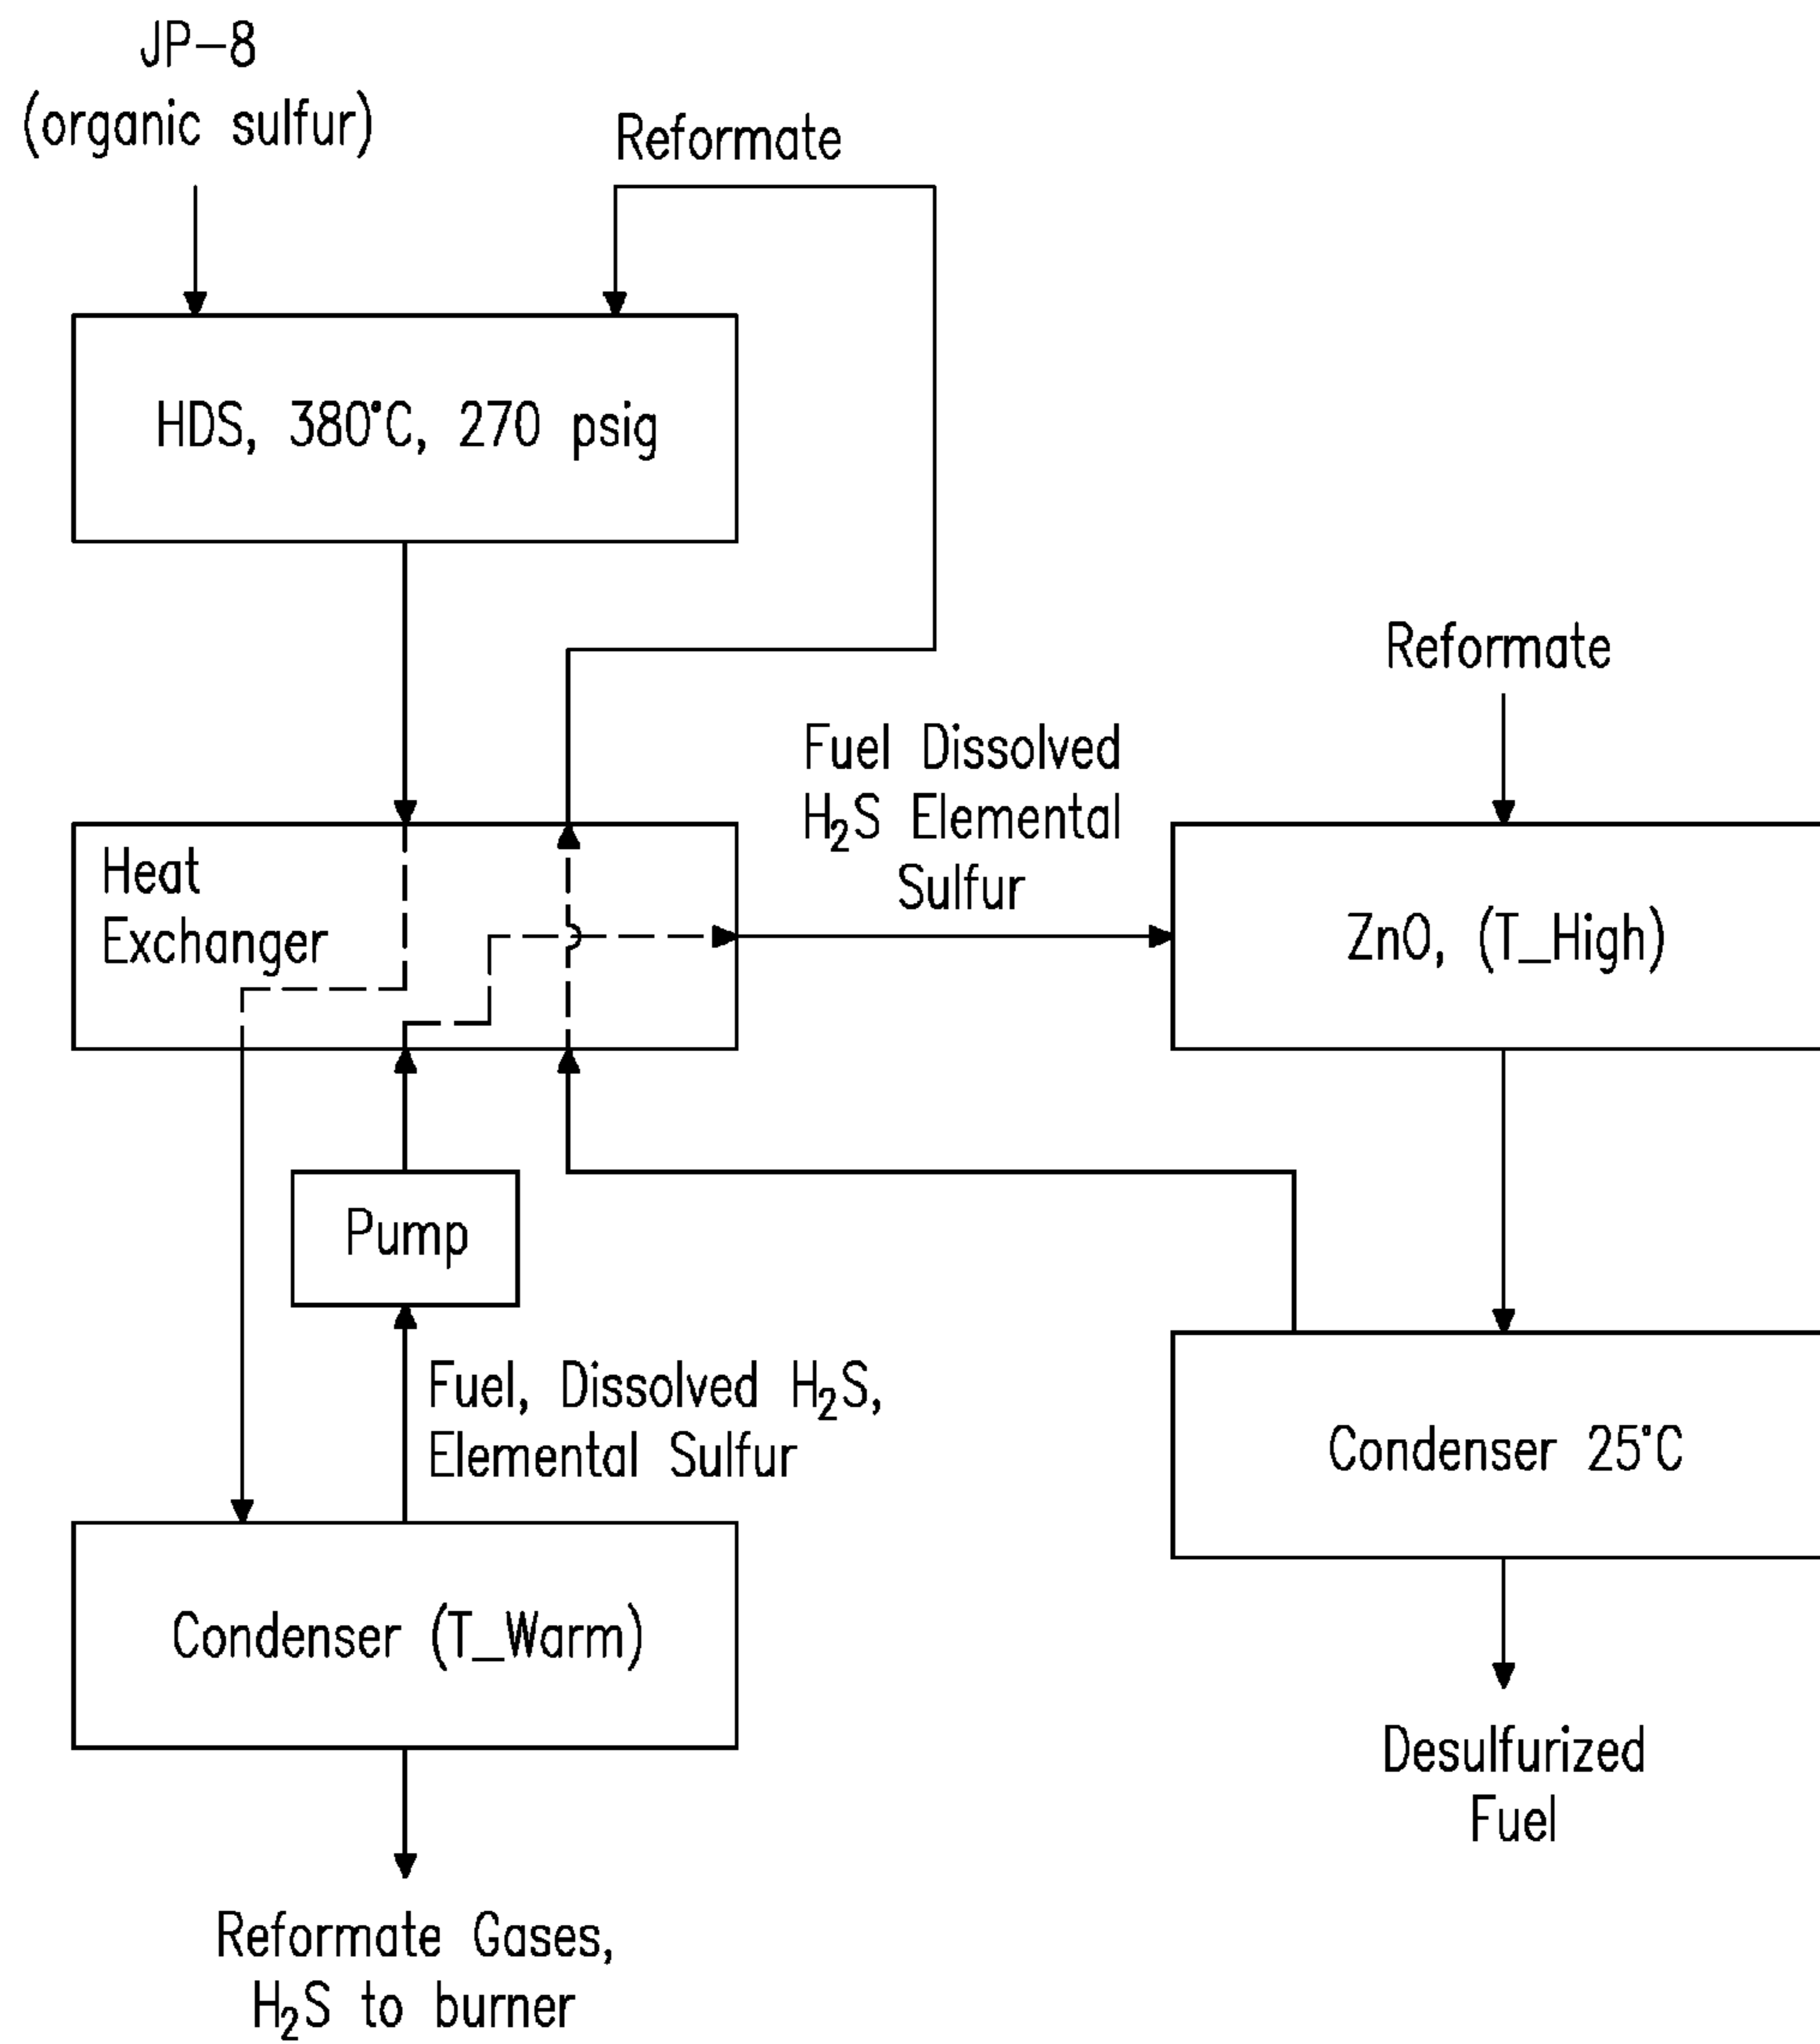 JP-8
(organic sulfur)
Reformate
HDS, 380°C, 270 psig
Reformate
Fuel Dissolved
H₂S Elemental
Sulfur
Heat
Exchanger
ZnO, (T_High)
Pump
Fuel, Dissolved H₂S,
Elemental Sulfur
Condenser 25°C
Condenser (T_Warm)
Desulfurized
Fuel
Reformate Gases,
H₂S to burner